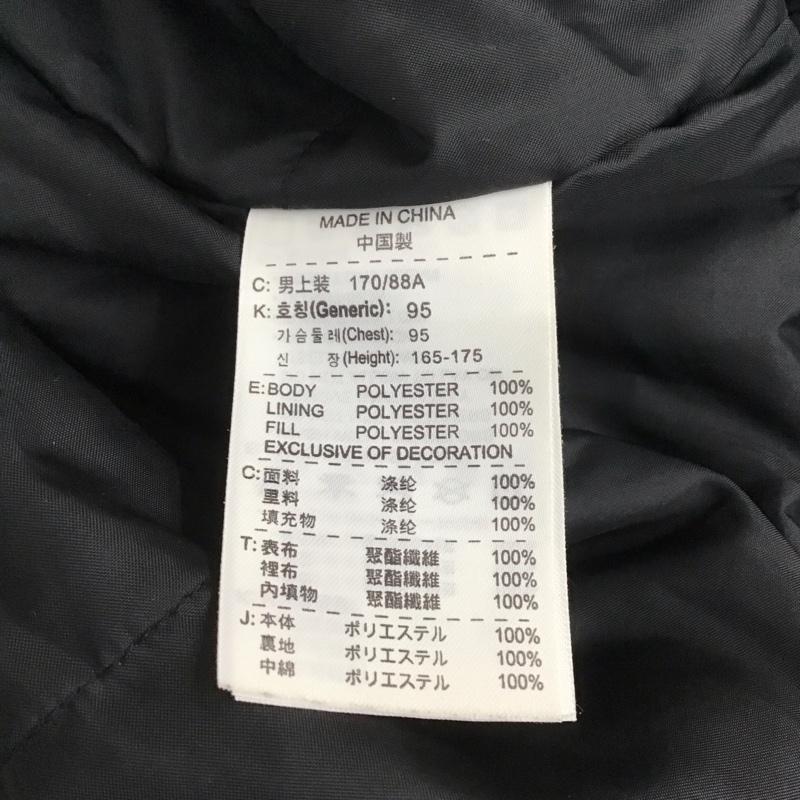 MADE IN CHINA
中国製
C: 男上装 170/88A
K: 호칭(Generic): 95
가슴둘레(Chest): 95
신 장(Height): 165-175
E: BODY POLYESTER 100%
LINING POLYESTER 100%
FILL POLYESTER 100%
EXCLUSIVE OF DECORATION
C: 面料 涤纶 100%
里料 涤纶 100%
填充物 涤纶 100%
T: 表布 聚酯纖維 100%
裡布 聚酯纖維 100%
內填物 聚酯纖維 100%
J: 本体 ポリエステル 100%
裏地 ポリエステル 100%
中綿 ポリエステル 100%